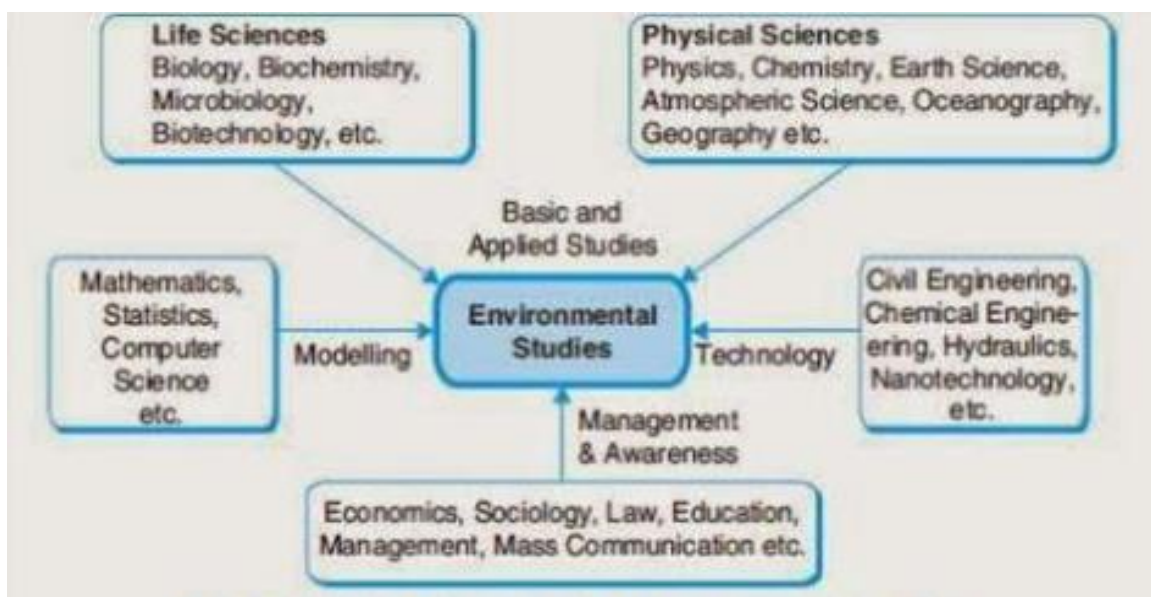 Life Sciences
Biology, Biochemistry,
Microbiology,
Biotechnology, etc.
Physical Sciences
Physics, Chemistry, Earth Science,
Atmospheric Science, Oceanography,
Geography etc.
Basic and
Applied Studies
Mathematics,
Statistics,
Computer
Science
etc.
Modelling
Environmental
Studies
Technology
Civil Engineering,
Chemical Engine-
ering, Hydraulics,
Nanotechnology,
etc.
Management
& Awareness
Economics, Sociology, Law, Education,
Management, Mass Communication etc.